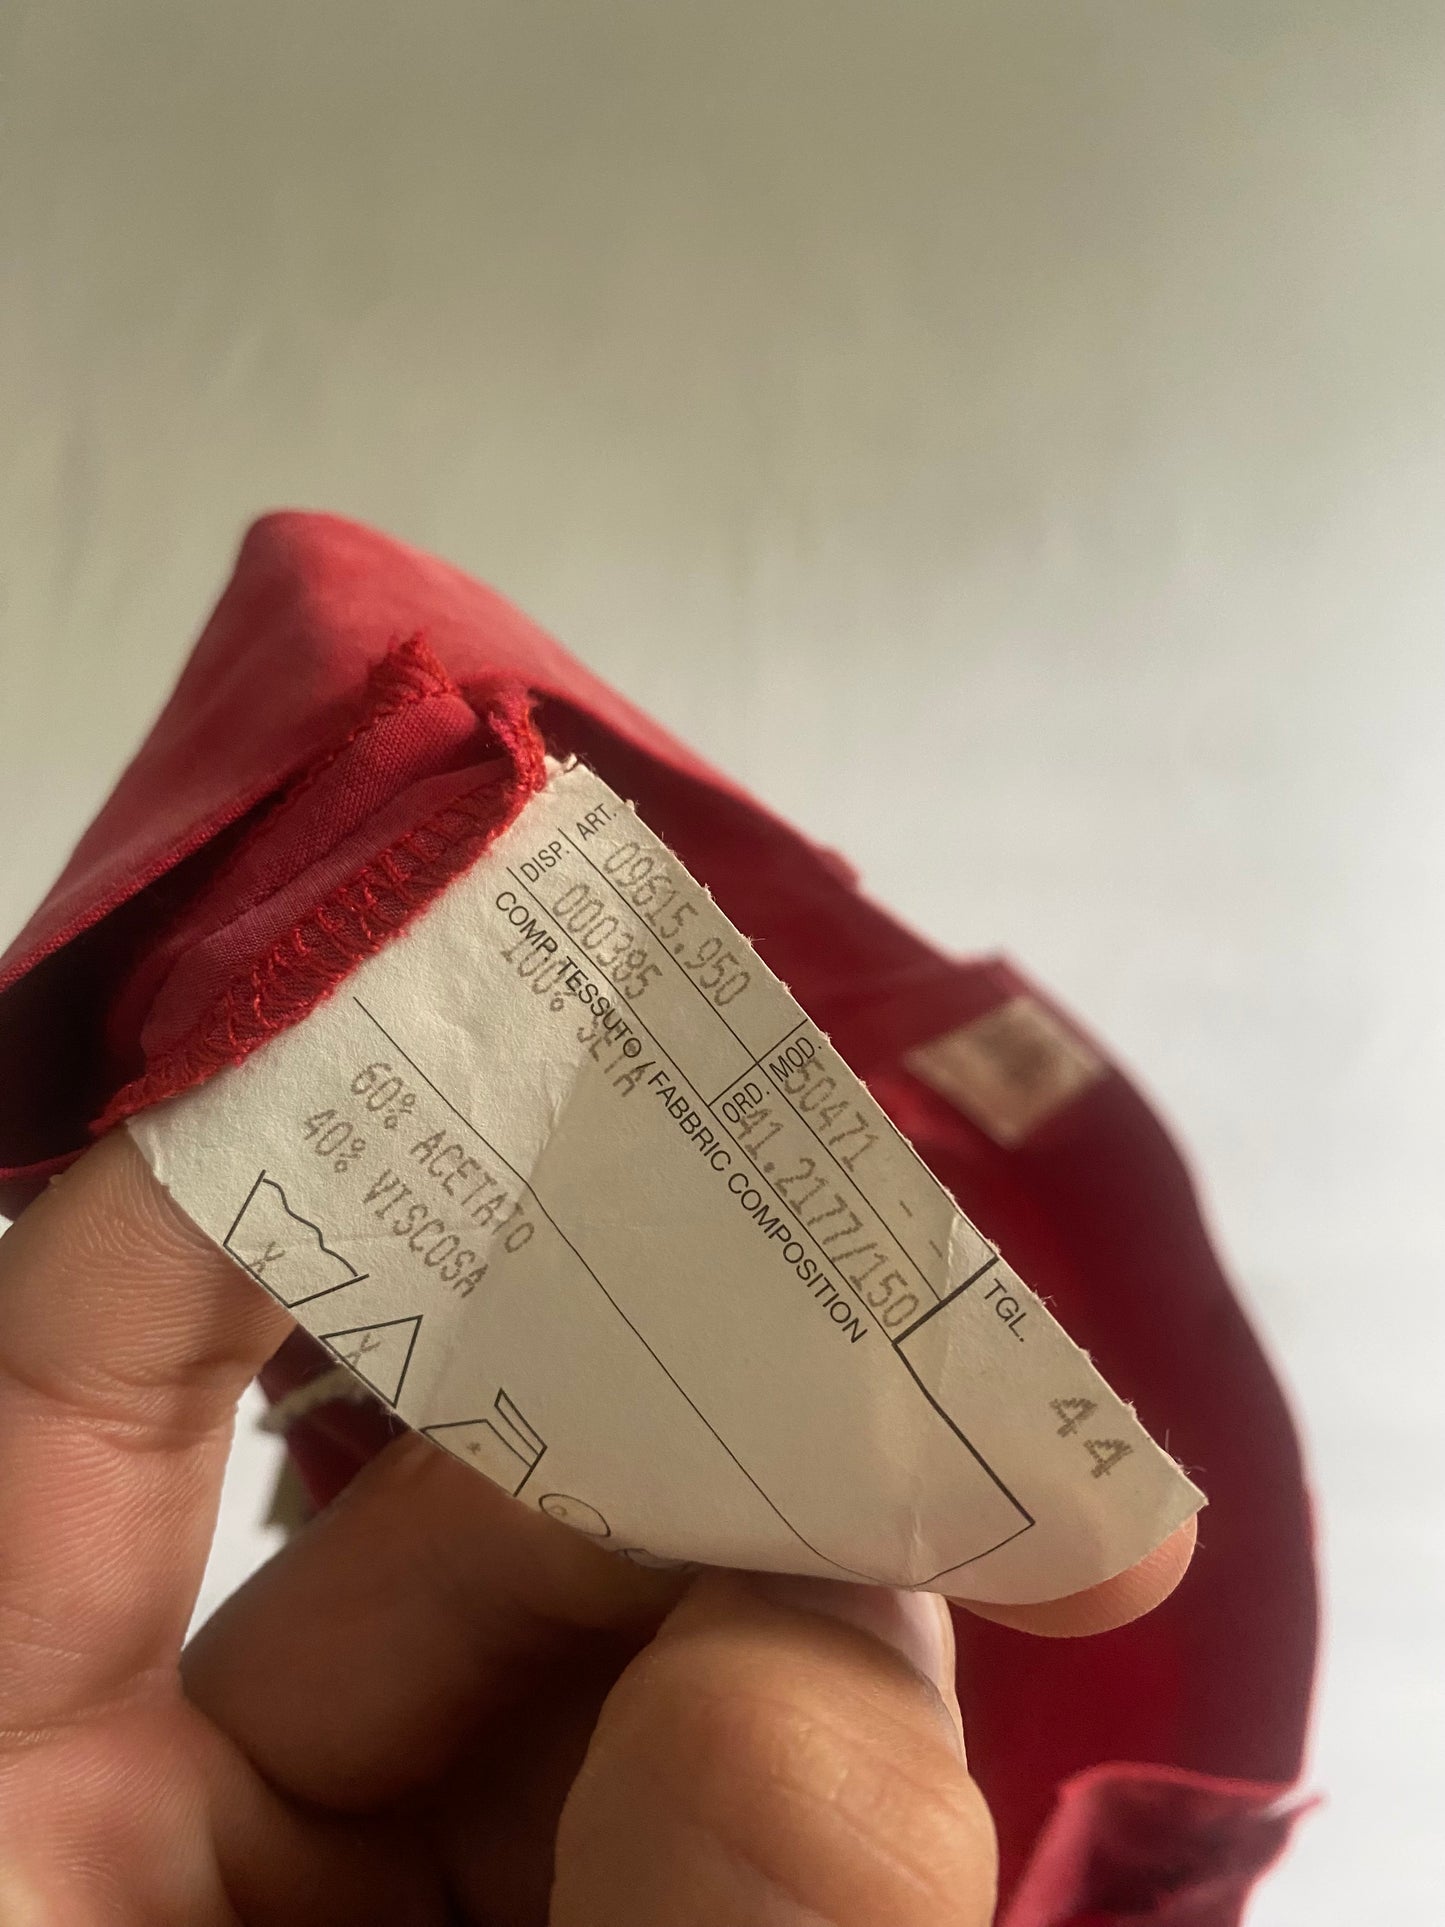 ART. 09615.950
MOD. 50471 - -
DISP. 000385
ORD. 41.2177/150
TGL. 44
COMP. TESSUTO / FABBRIC COMPOSITION
100% SETA
60% ACETATO
40% VISCOSA